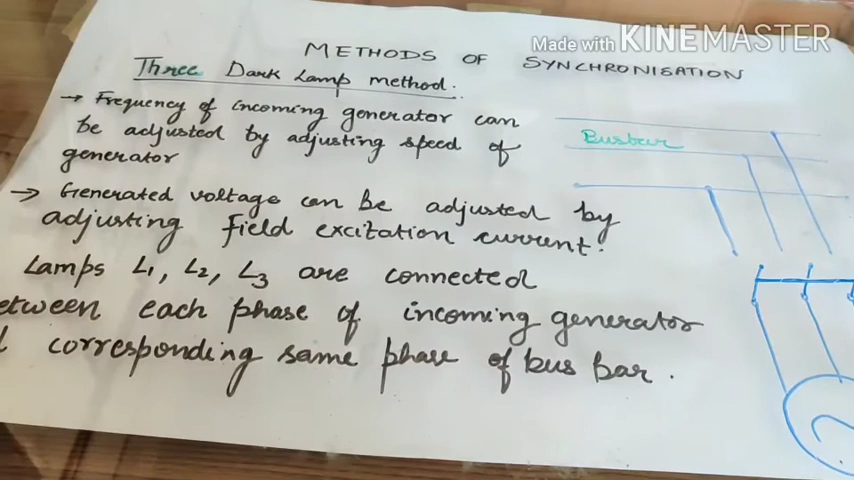 Made with KINEMASTER
METHODS OF SYNCHRONISATION
Three Dark Lamp method.
→ Frequency of incoming generator can
be adjusted by adjusting speed of
generator
→ Generated voltage can be adjusted by
adjusting field excitation current.
Lamps L1, L2, L3 are connected
etween each phase of incoming generator
corresponding same phase of bus bar.
Busbar